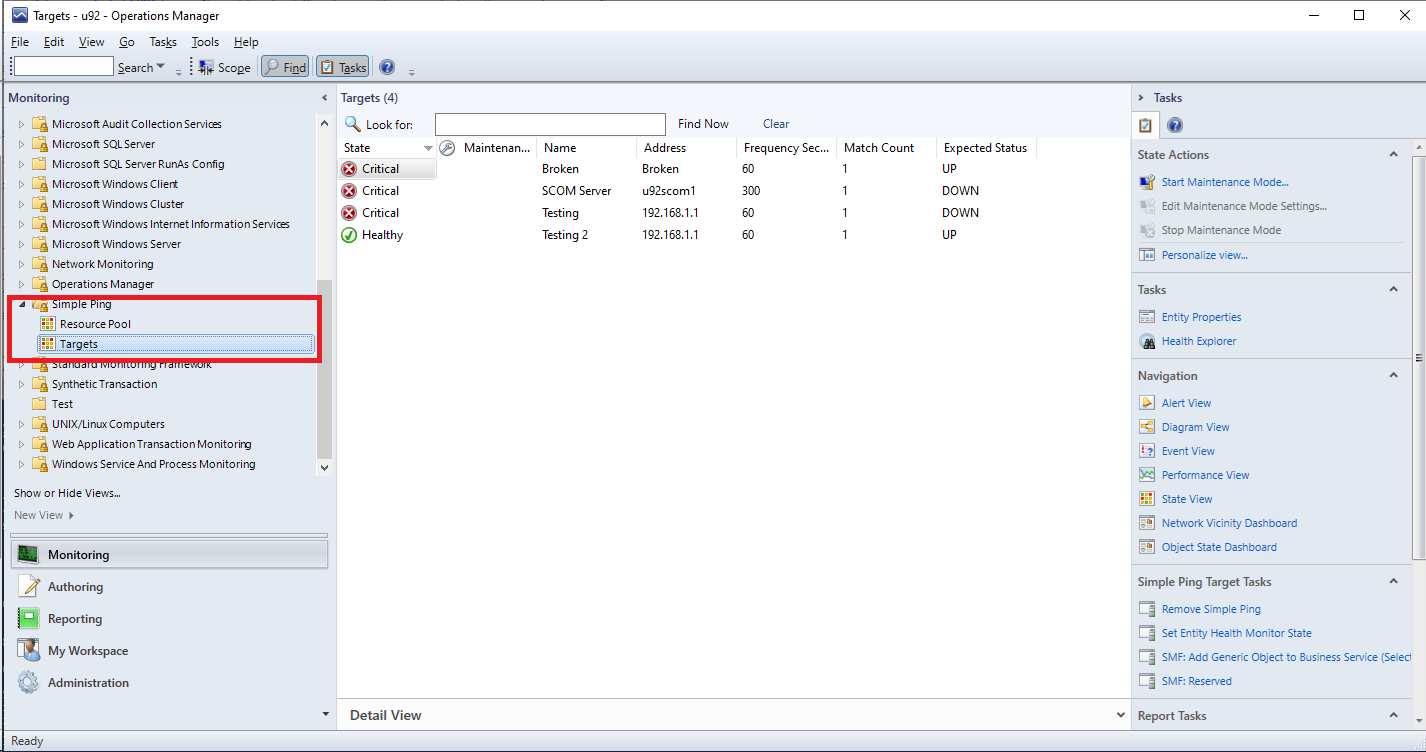 Targets - u92 - Operations Manager
File Edit View Go Tasks Tools Help
Search Scope Find Tasks
Monitoring
Microsoft Audit Collection Services
Microsoft SQL Server
Microsoft SQL Server RunAs Config
Microsoft Windows Client
Microsoft Windows Cluster
Microsoft Windows Internet Information Services
Microsoft Windows Server
Network Monitoring
Operations Manager
Simple Ping
Resource Pool
Targets
Standard Monitoring Framework
Synthetic Transaction
Test
UNIX/Linux Computers
Web Application Transaction Monitoring
Windows Service And Process Monitoring
Show or Hide Views...
New View
Monitoring
Authoring
Reporting
My Workspace
Administration
Targets (4)
Look for: Find Now Clear
State Maintenan... Name Address Frequency Sec... Match Count Expected Status
Critical Broken Broken 60 1 UP
Critical SCOM Server u92scom1 300 1 DOWN
Critical Testing 192.168.1.1 60 1 DOWN
Healthy Testing 2 192.168.1.1 60 1 UP
Detail View
Tasks
State Actions
Start Maintenance Mode...
Edit Maintenance Mode Settings...
Stop Maintenance Mode
Personalize view...
Tasks
Entity Properties
Health Explorer
Navigation
Alert View
Diagram View
Event View
Performance View
State View
Network Vicinity Dashboard
Object State Dashboard
Simple Ping Target Tasks
Remove Simple Ping
Set Entity Health Monitor State
SMF: Add Generic Object to Business Service (Select
SMF: Reserved
Report Tasks
Ready